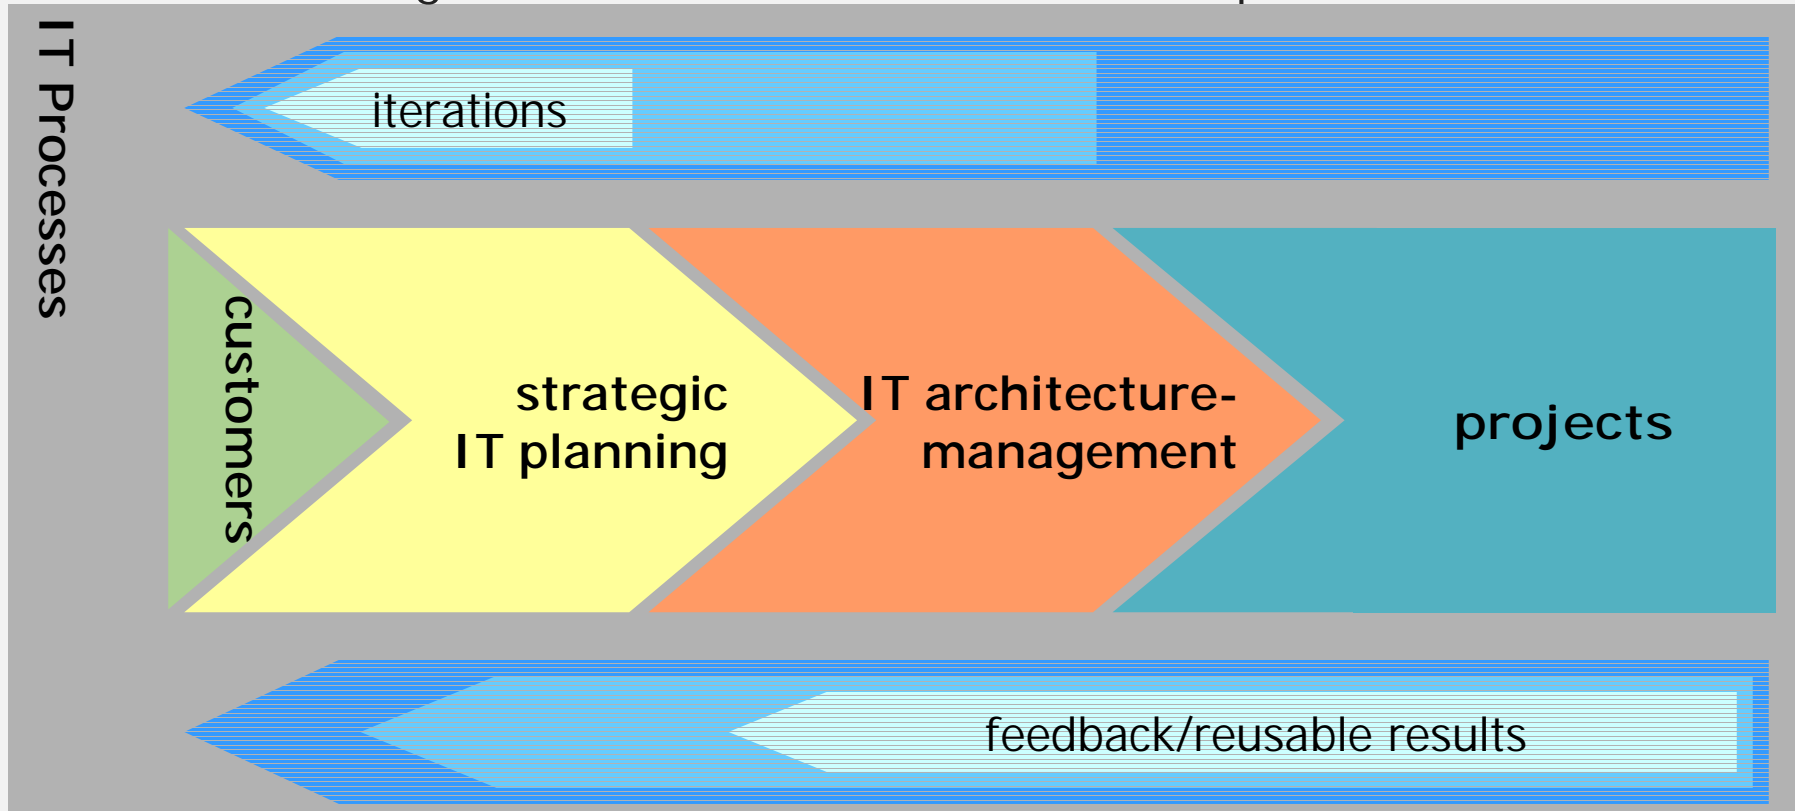 IT Processes
iterations
customers
strategic
IT planning
IT architecture-
management
projects
feedback/reusable results